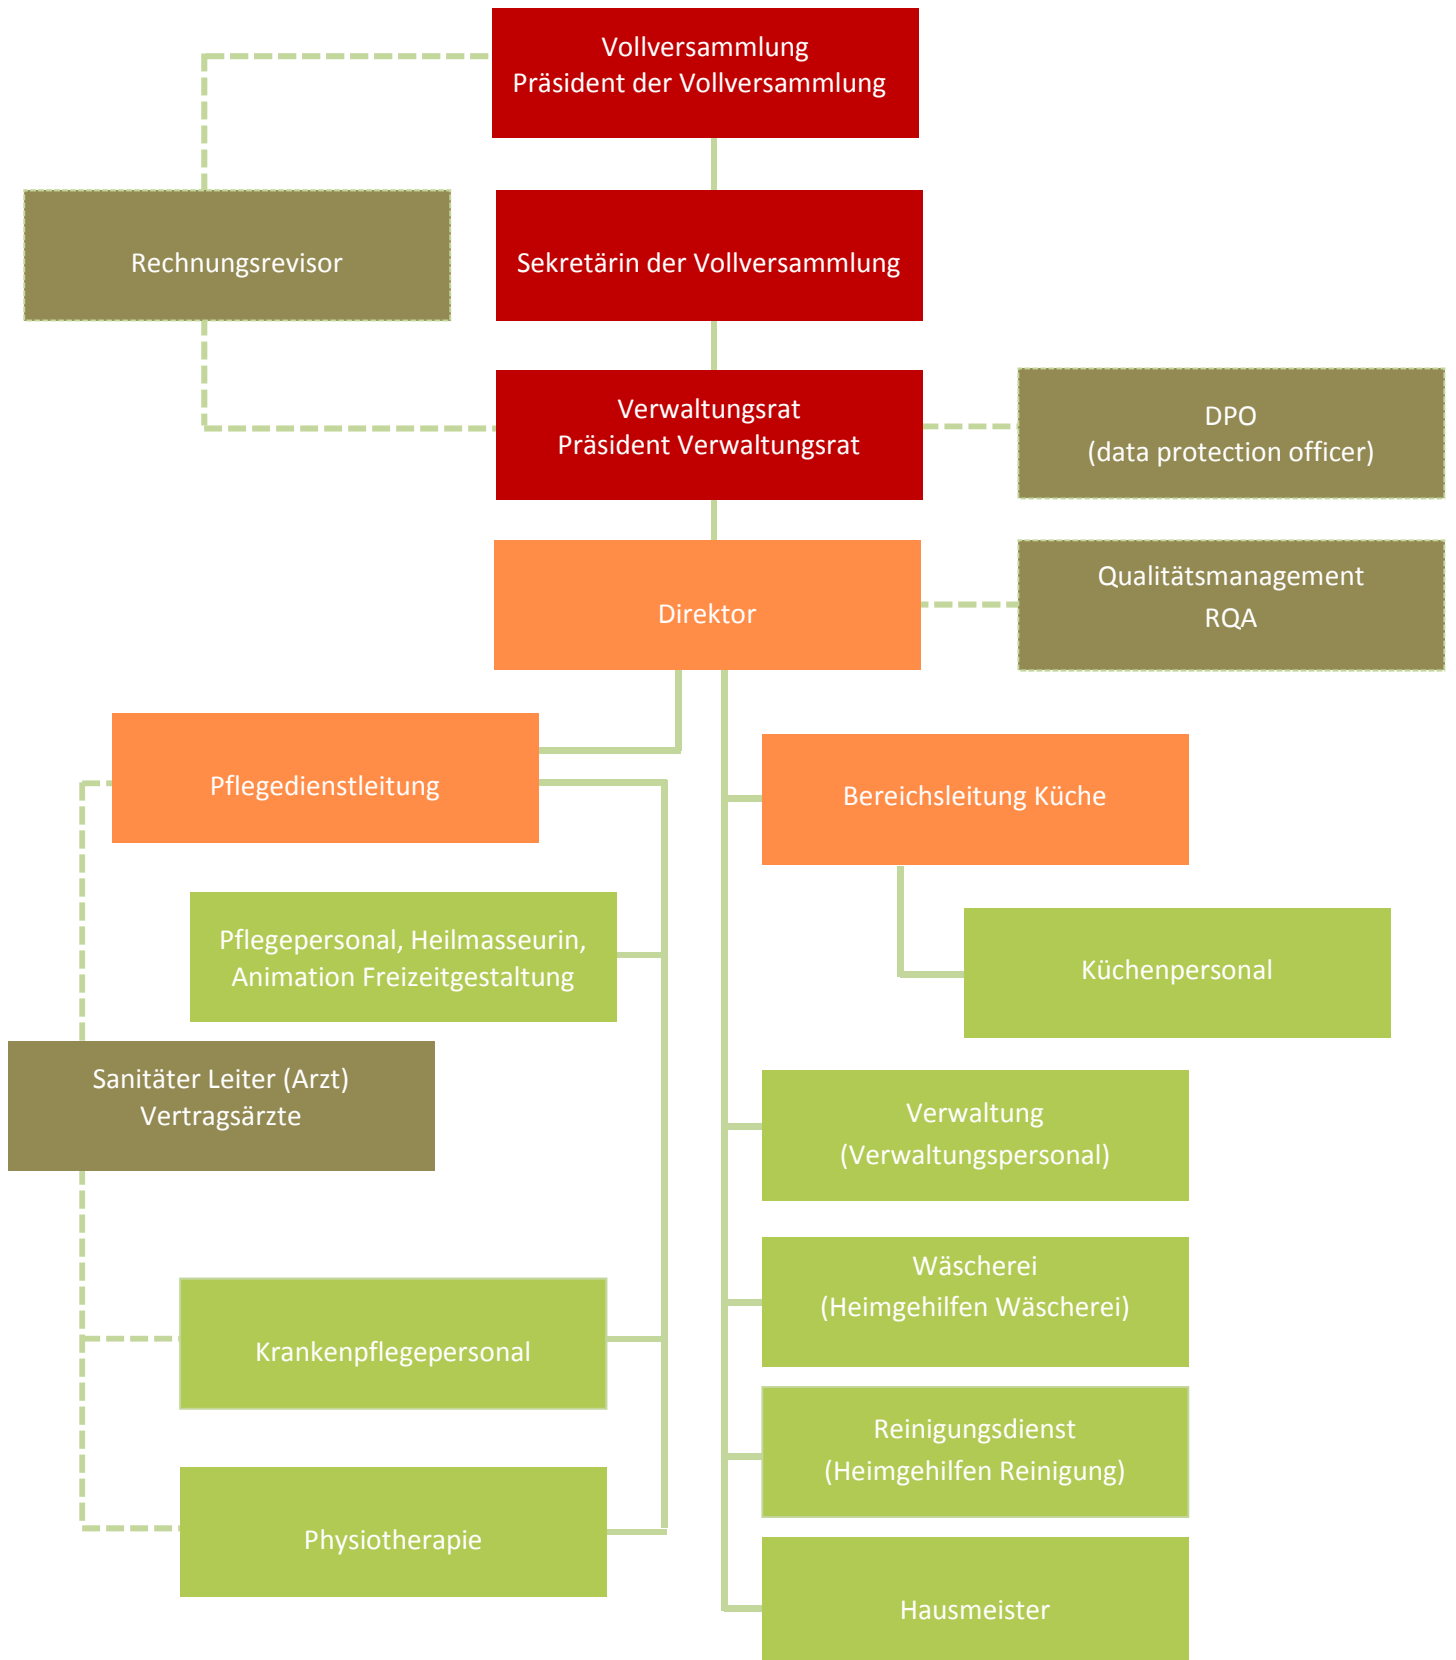 Vollversammlung
Präsident der Vollversammlung
Rechnungsrevisor
Sekretärin der Vollversammlung
Verwaltungsrat
Präsident Verwaltungsrat
DPO
(data protection officer)
Direktor
Qualitätsmanagement
RQA
Pflegedienstleitung
Bereichsleitung Küche
Pflegepersonal, Heilmasseurin,
Animation Freizeitgestaltung
Küchenpersonal
Sanitäter Leiter (Arzt)
Vertragsärzte
Verwaltung
(Verwaltungspersonal)
Wäscherei
(Heimgehilfen Wäscherei)
Krankenpflegepersonal
Reinigungsdienst
(Heimgehilfen Reinigung)
Physiotherapie
Hausmeister